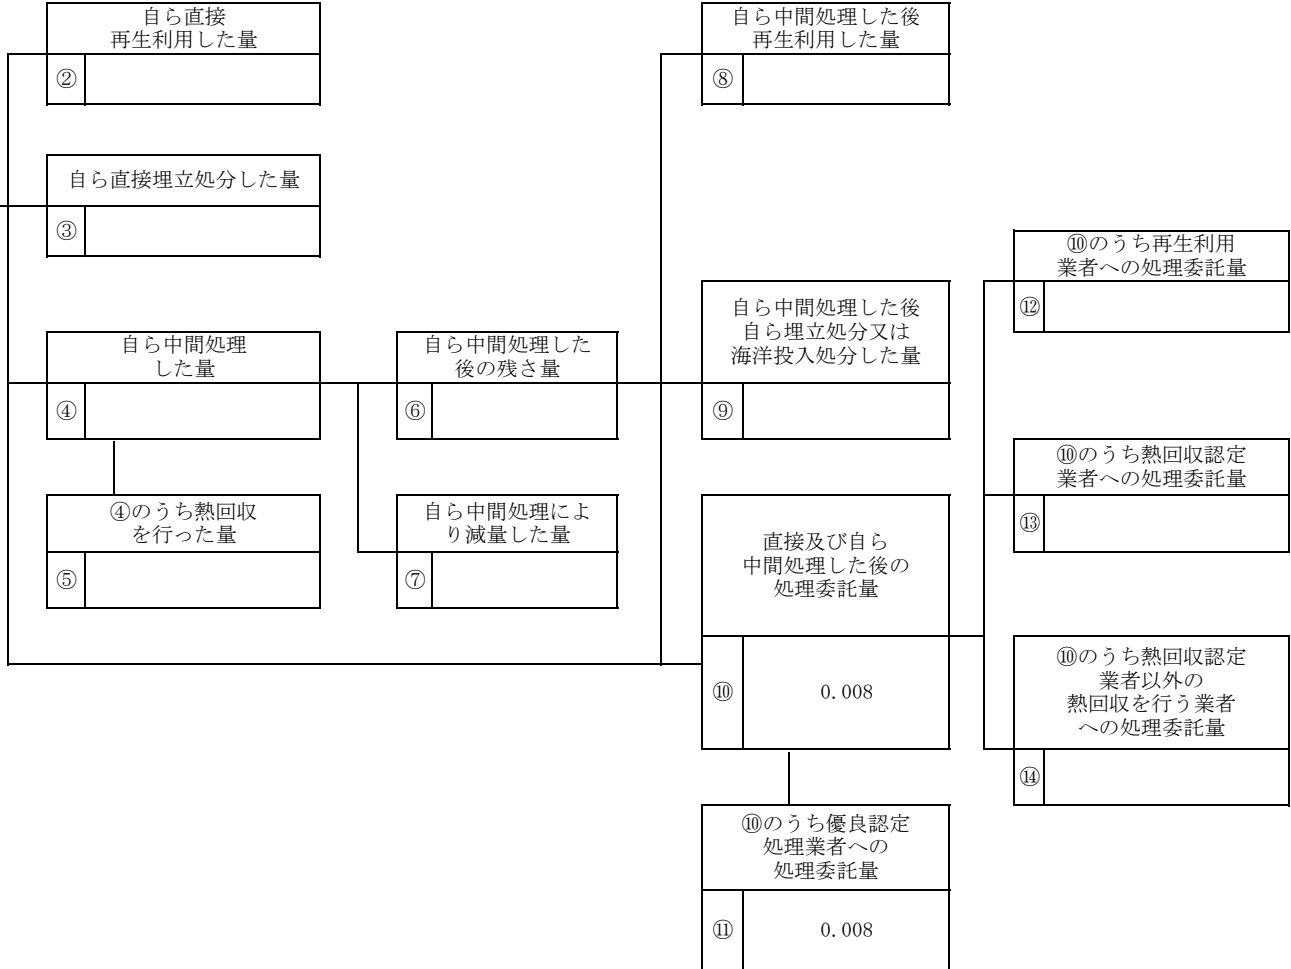 自ら直接
再生利用した量
②
自ら直接埋立処分した量
③
自ら中間処理
した量
④
④のうち熱回収
を行った量
⑤
自ら中間処理した
後の残さ量
⑥
自ら中間処理によ
り減量した量
⑦
自ら中間処理した後
再生利用した量
⑧
自ら中間処理した後
自ら埋立処分又は
海洋投入処分した量
⑨
直接及び自ら
中間処理した後の
処理委託量
⑩ 0.008
⑩のうち優良認定
処理業者への
処理委託量
⑪ 0.008
⑩のうち再生利用
業者への処理委託量
⑫
⑩のうち熱回収認定
業者への処理委託量
⑬
⑩のうち熱回収認定
業者以外の
熱回収を行う業者
への処理委託量
⑭